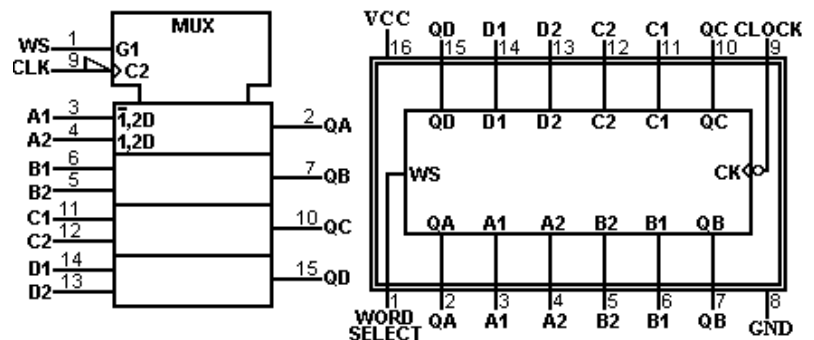 MUX
WS 1 G1
CLK 9 C2
A1 3 1,2D 2 QA
A2 4 1,2D
B1 6 7 QB
B2 5
C1 11 10 QC
C2 12
D1 14 15 QD
D2 13
VCC QD D1 D2 C2 C1 QC CLOCK
16 15 14 13 12 11 10 9
QD D1 D2 C2 C1 QC
WS CK
QA A1 A2 B2 B1 QB
1 2 3 4 5 6 7 8
WORD SELECT QA A1 A2 B2 B1 QB GND